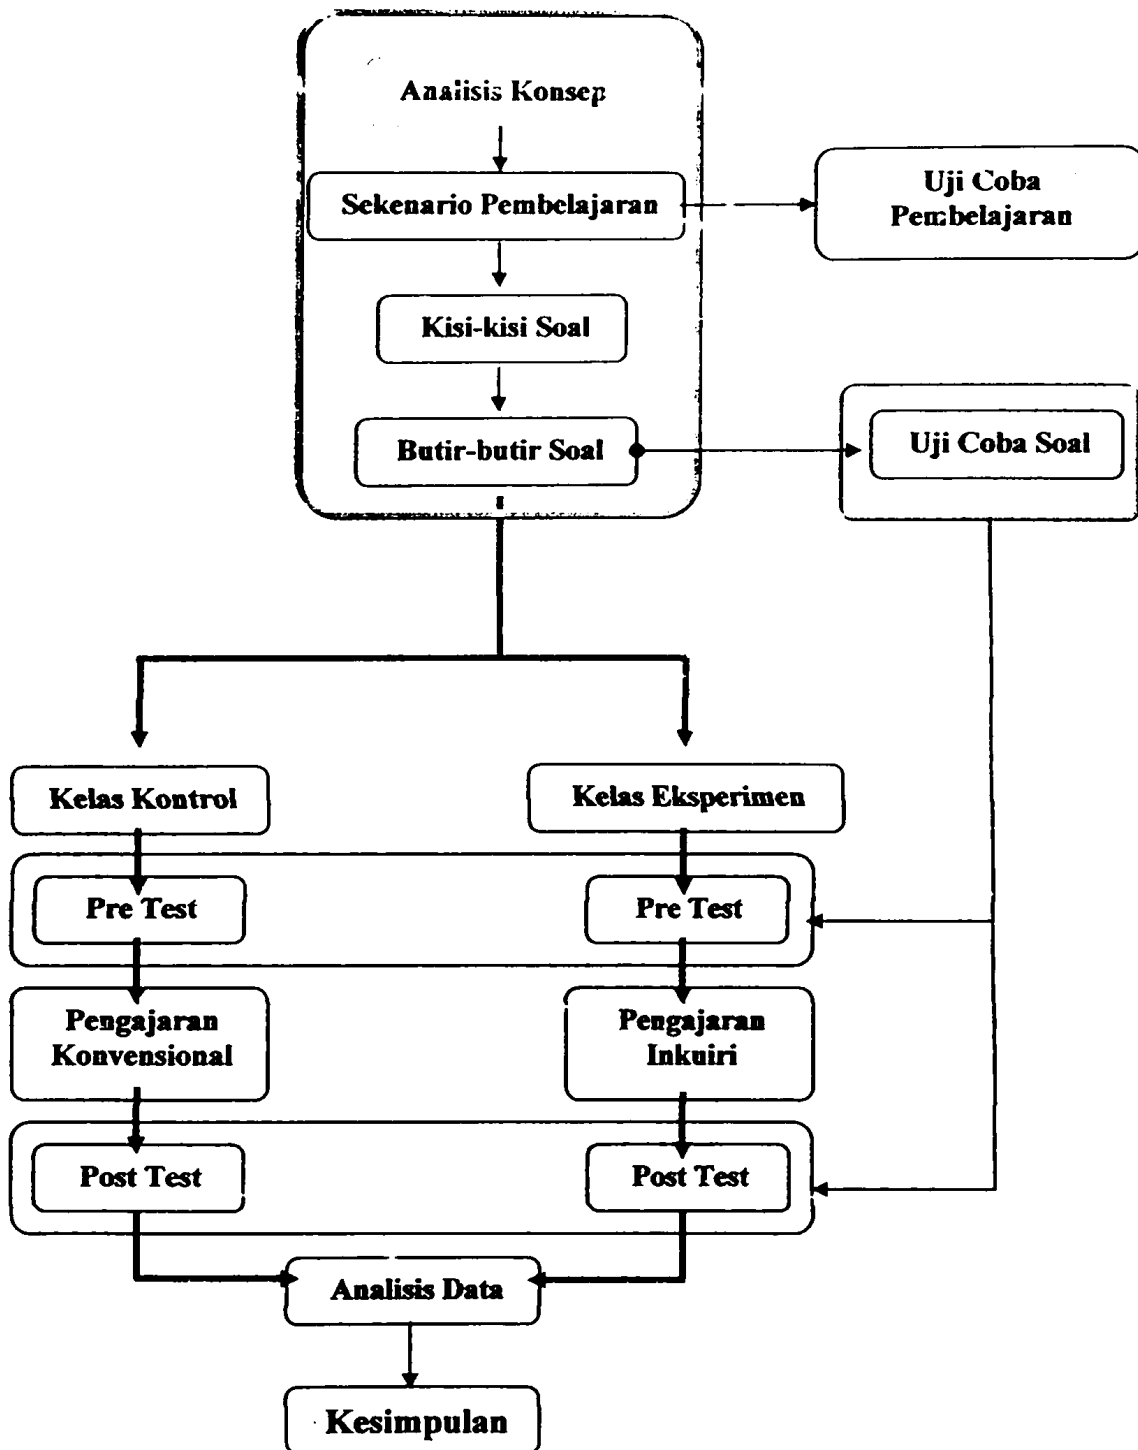 Analisis Konsep
Sekenario Pembelajaran
Uji Coba
Pembelajaran
Kisi-kisi Soal
Butir-butir Soal
Uji Coba Soal
Kelas Kontrol
Kelas Eksperimen
Pre Test
Pre Test
Pengajaran
Konvensional
Pengajaran
Inkuiri
Post Test
Post Test
Analisis Data
Kesimpulan